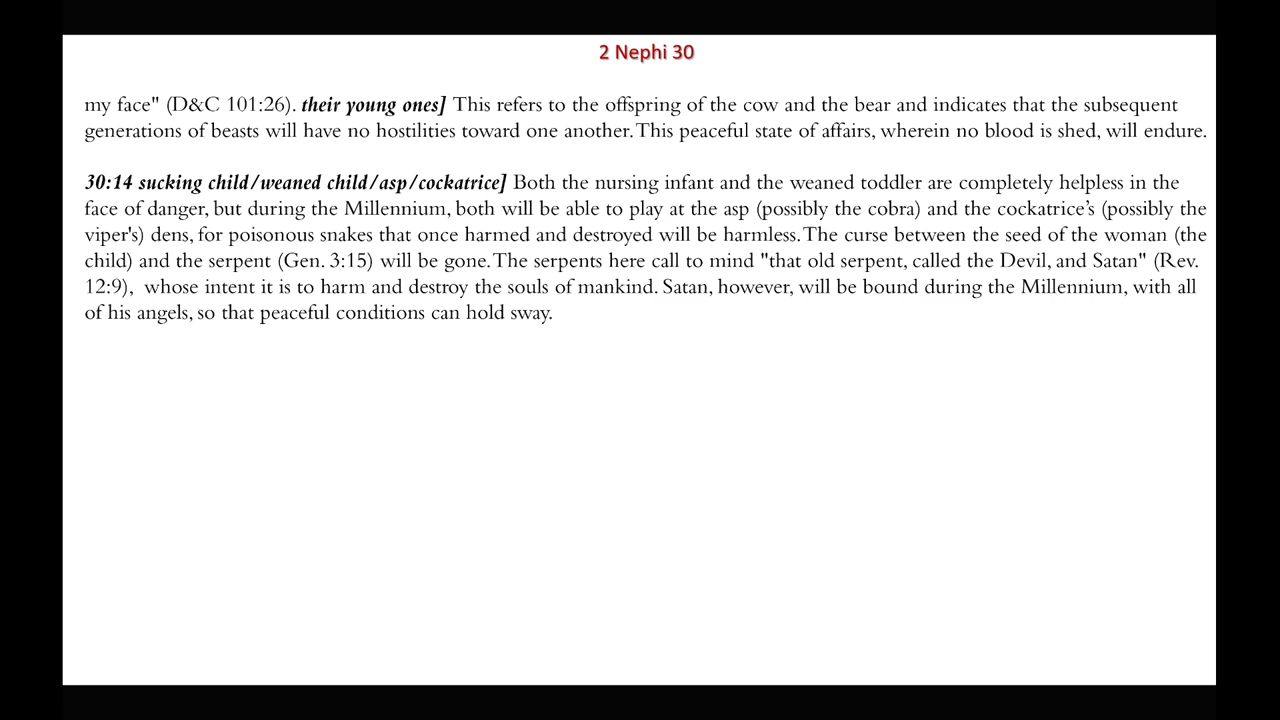 2 Nephi 30
my face" (D&C 101:26). their young ones] This refers to the offspring of the cow and the bear and indicates that the subsequent
generations of beasts will have no hostilities toward one another. This peaceful state of affairs, wherein no blood is shed, will endure.
30:14 sucking child/weaned child/asp/cockatrice] Both the nursing infant and the weaned toddler are completely helpless in the
face of danger, but during the Millennium, both will be able to play at the asp (possibly the cobra) and the cockatrice’s (possibly the
viper's) dens, for poisonous snakes that once harmed and destroyed will be harmless. The curse between the seed of the woman (the
child) and the serpent (Gen. 3:15) will be gone. The serpents here call to mind "that old serpent, called the Devil, and Satan" (Rev.
12:9),  whose intent it is to harm and destroy the souls of mankind. Satan, however, will be bound during the Millennium, with all
of his angels, so that peaceful conditions can hold sway.